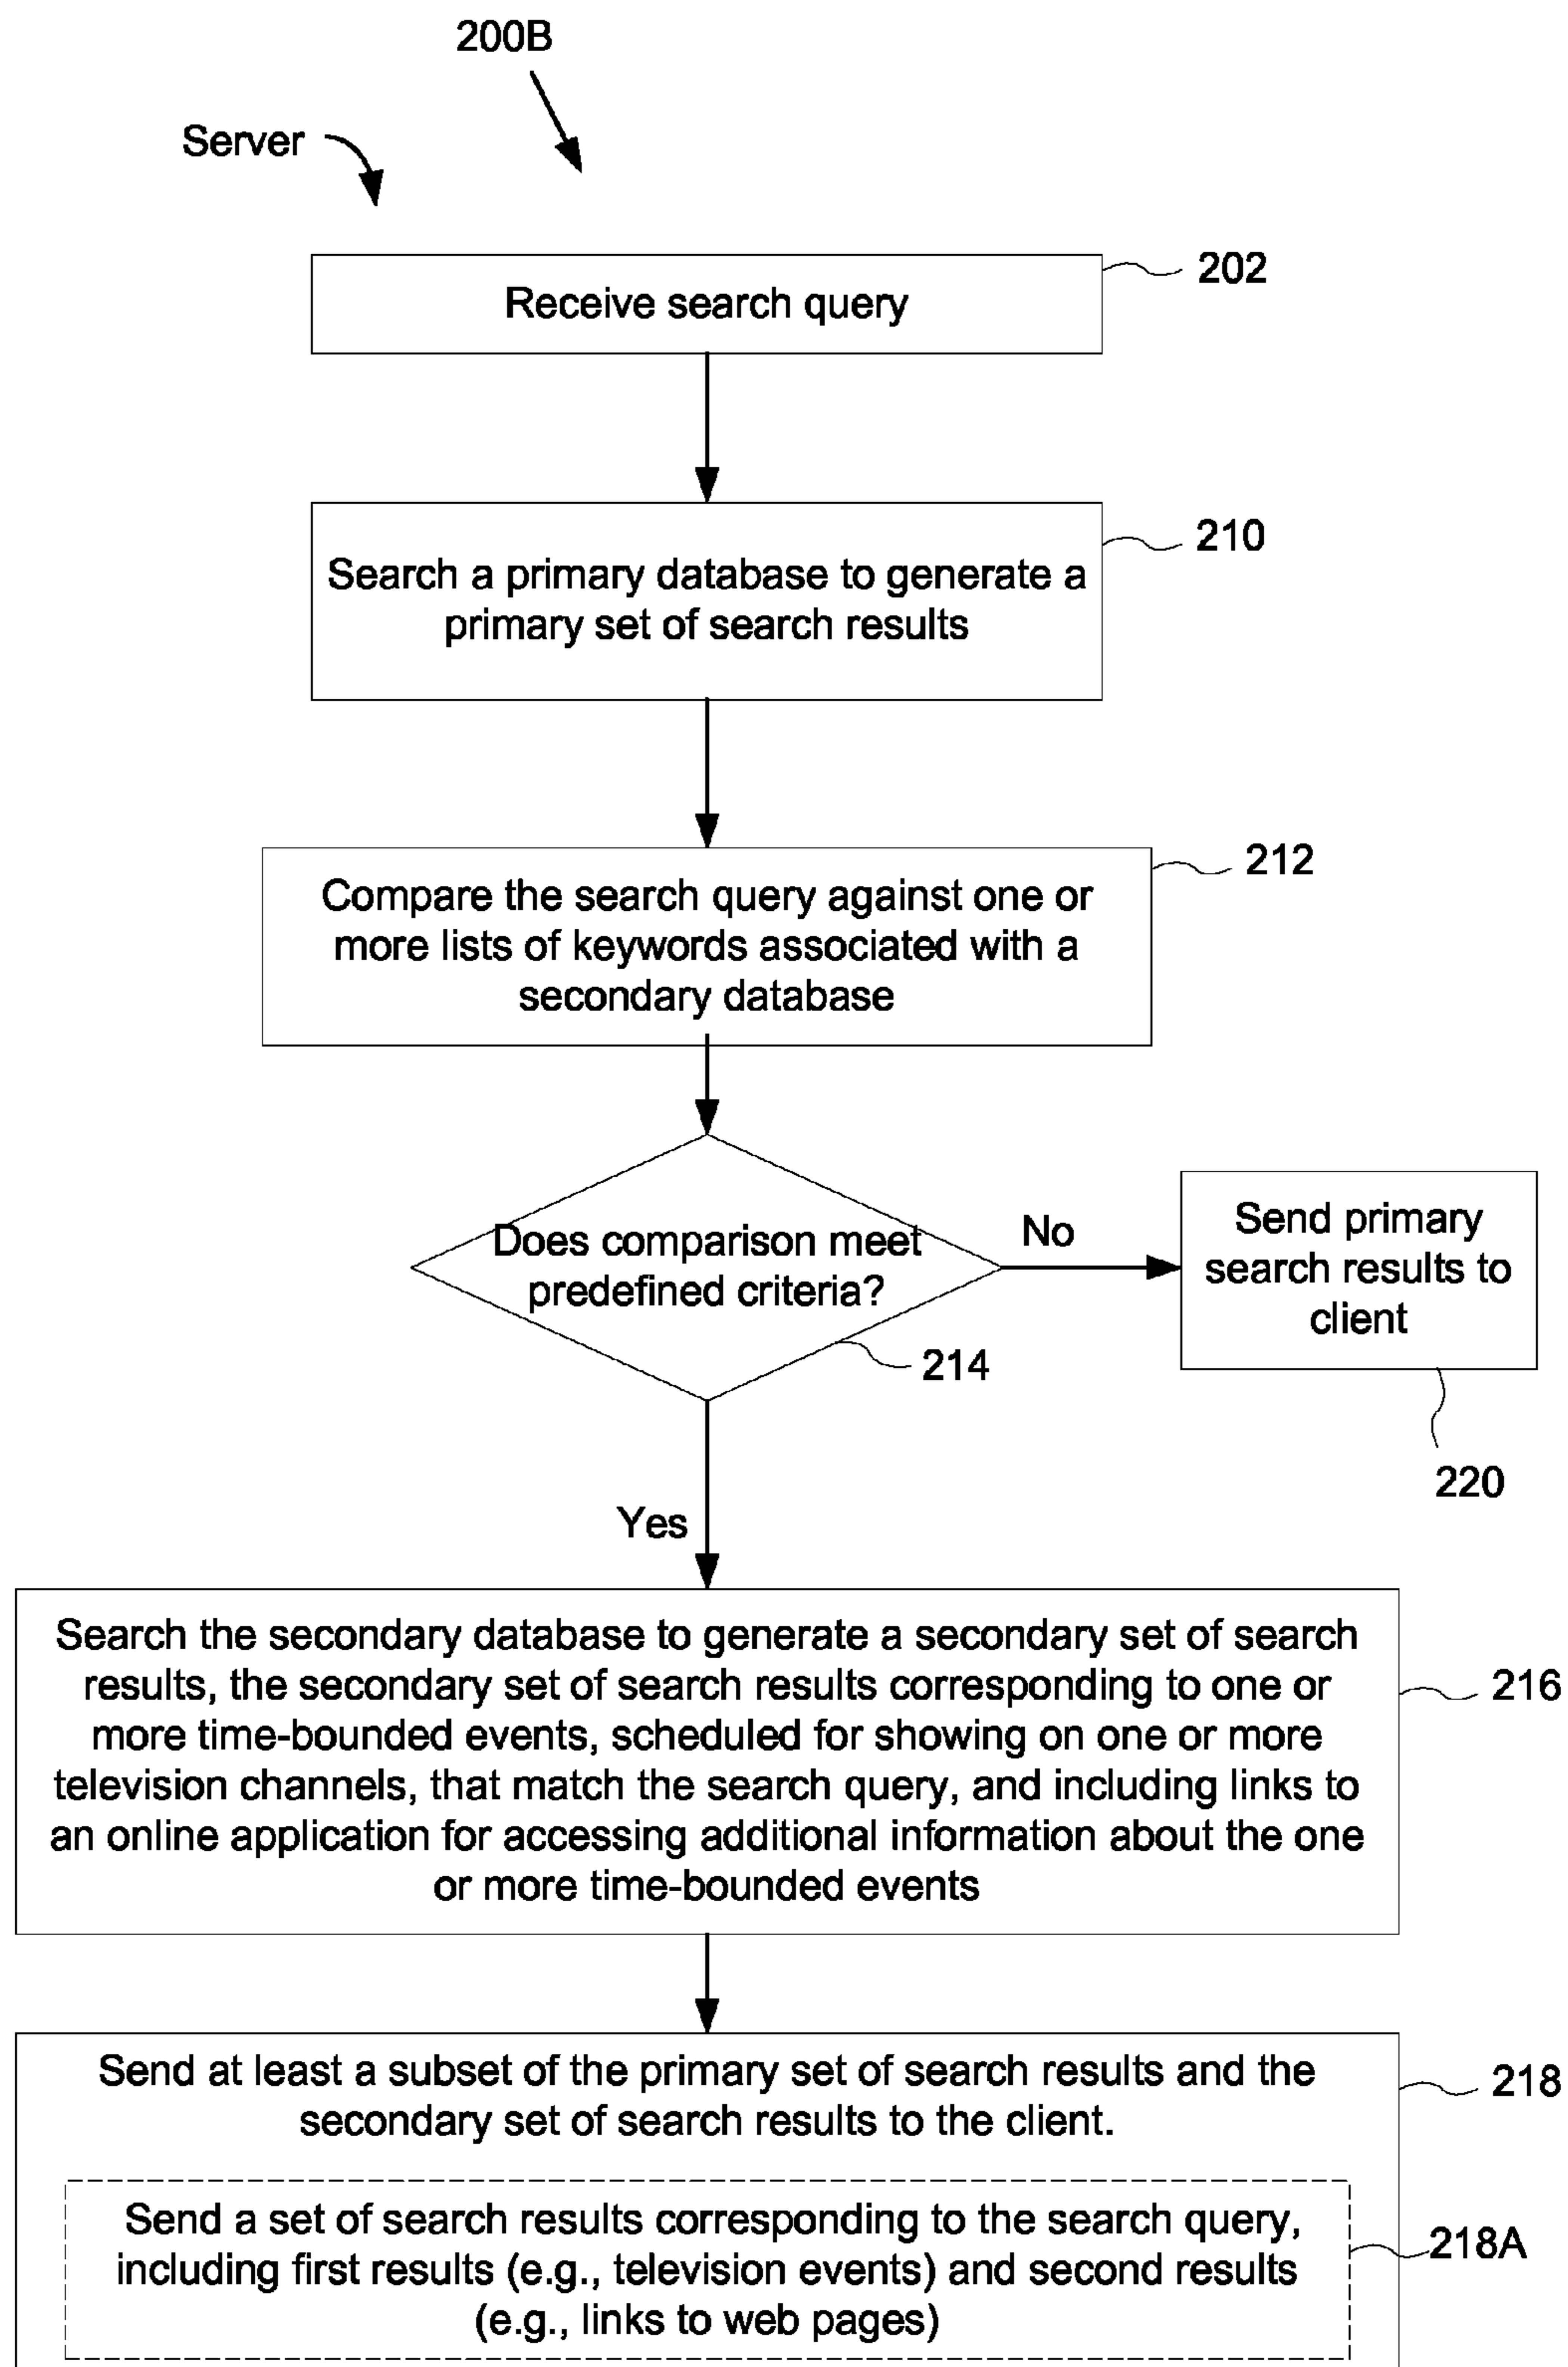 200B
Server
202
Receive search query
210
Search a primary database to generate a
primary set of search results
212
Compare the search query against one or
more lists of keywords associated with a
secondary database
Does comparison meet
predefined criteria?
214
No
Send primary
search results to
client
220
Yes
Search the secondary database to generate a secondary set of search
results, the secondary set of search results corresponding to one or
more time-bounded events, scheduled for showing on one or more
television channels, that match the search query, and including links to
an online application for accessing additional information about the one
or more time-bounded events
216
Send at least a subset of the primary set of search results and the
secondary set of search results to the client.
218
Send a set of search results corresponding to the search query,
including first results (e.g., television events) and second results
(e.g., links to web pages)
218A